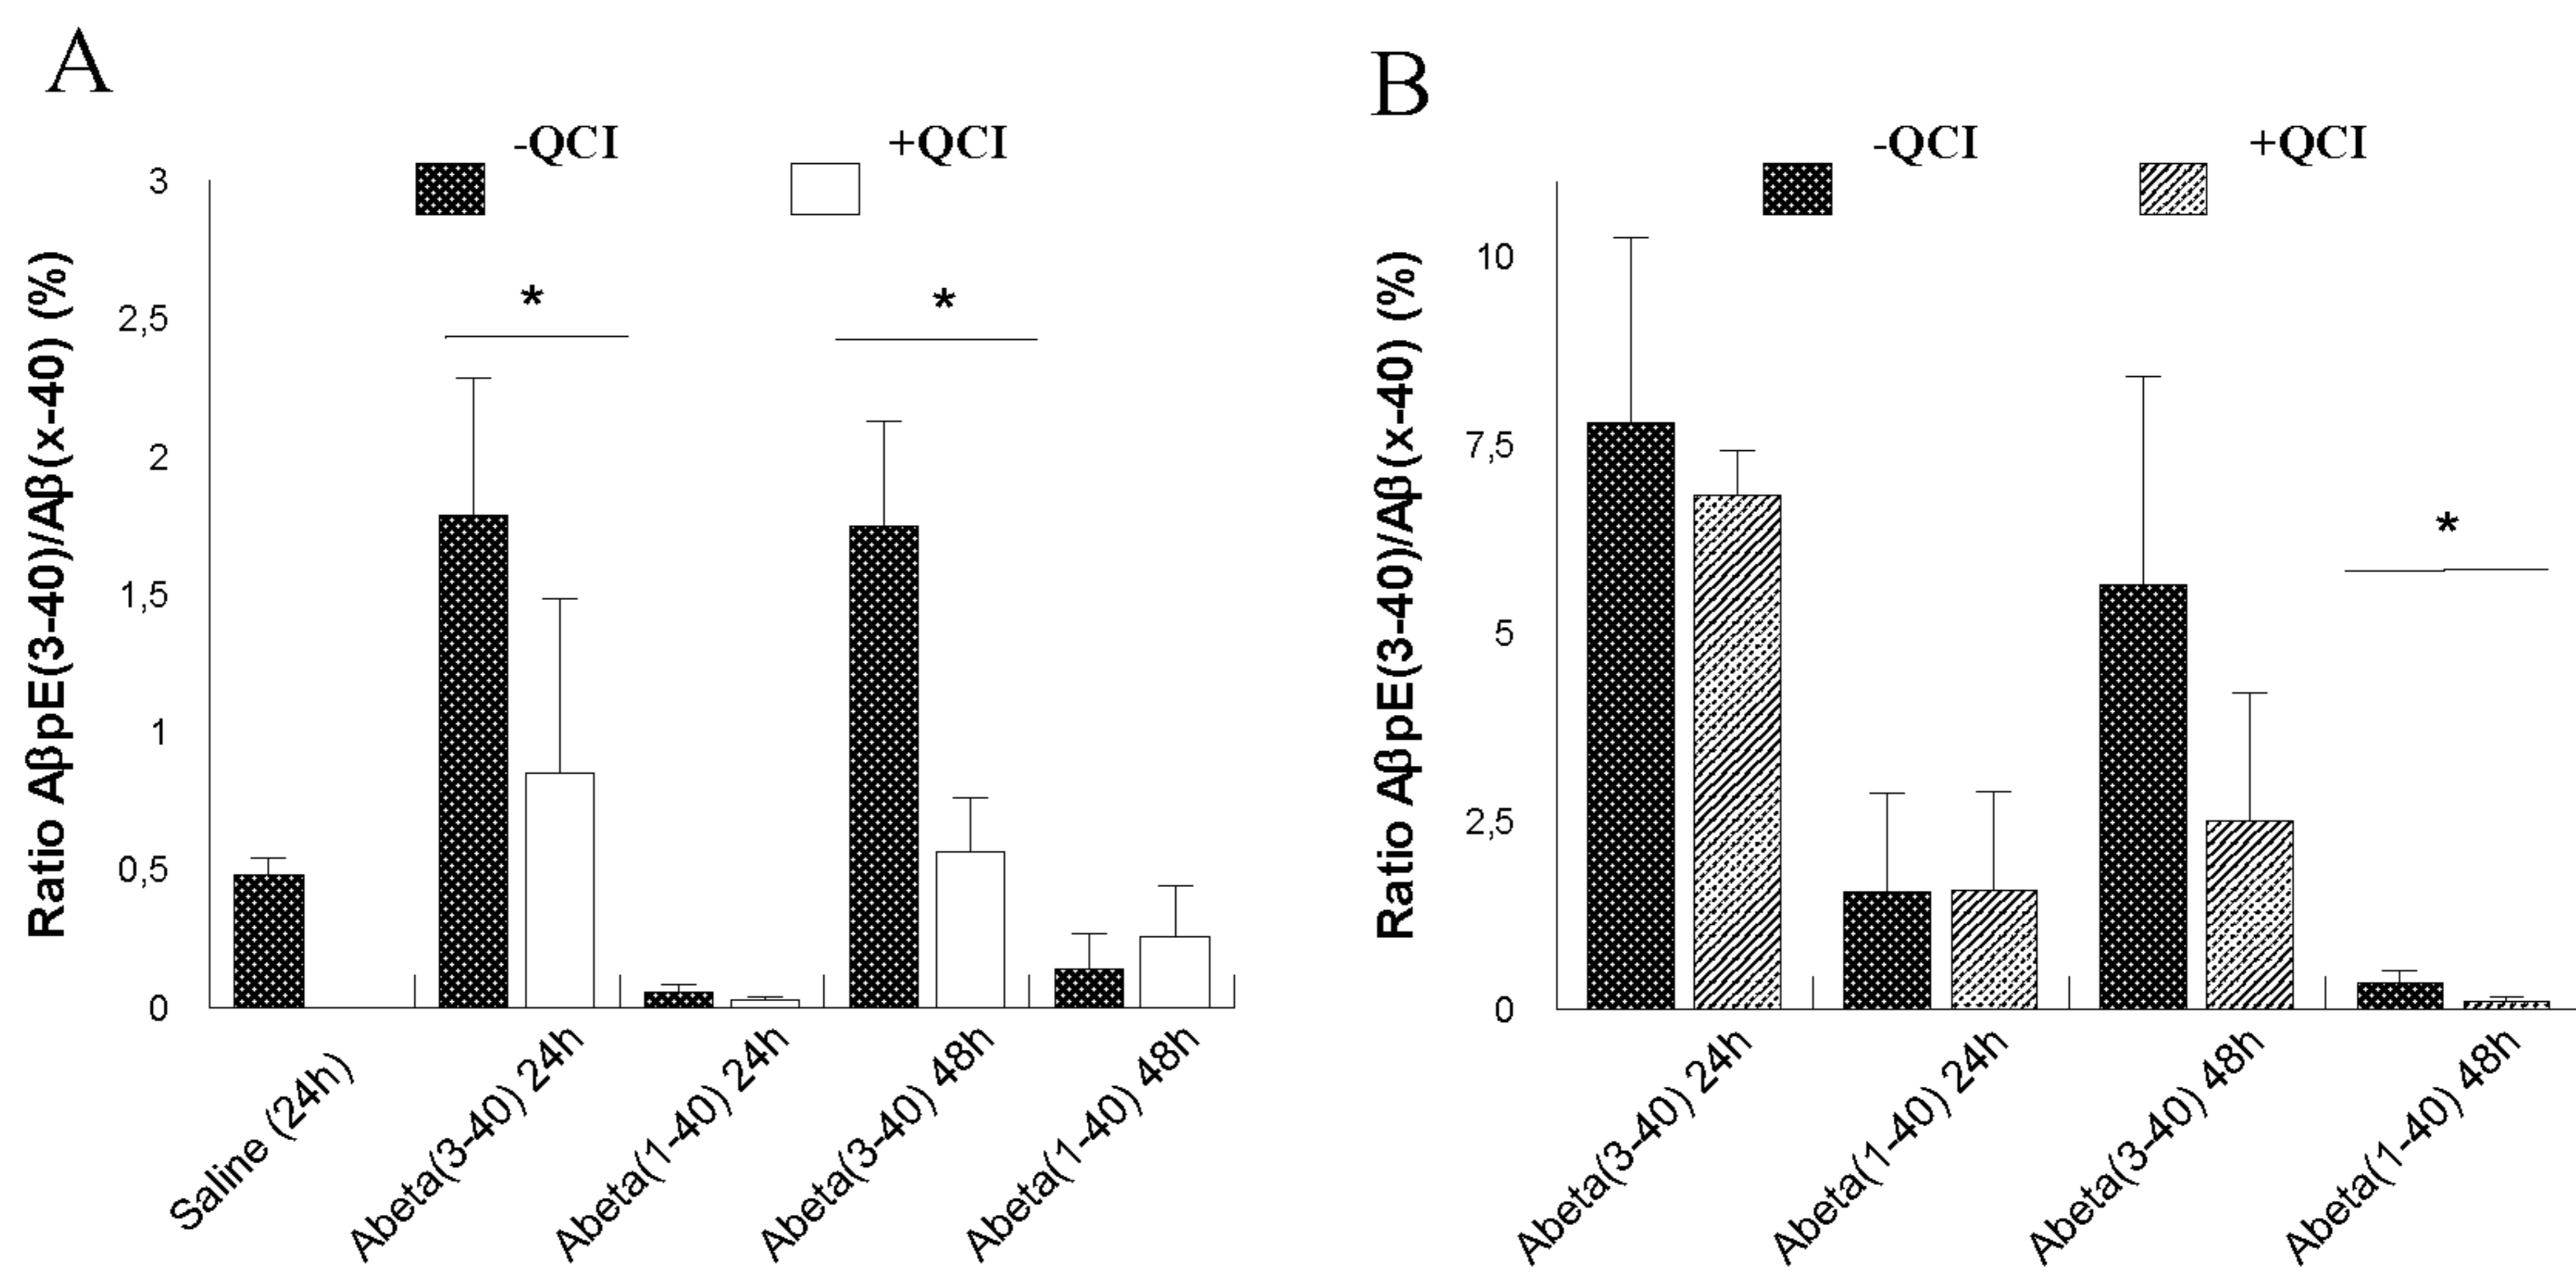 A
-QCI +QCI
Ratio AβpE(3-40)/Aβ(x-40) (%)
3
2,5
2
1,5
1
0,5
0
*
*
Saline (24h)
Abeta(3-40) 24h
Abeta(1-40) 24h
Abeta(3-40) 48h
Abeta(1-40) 48h
B
-QCI +QCI
Ratio AβpE(3-40)/Aβ(x-40) (%)
10
7,5
5
2,5
0
*
Abeta(3-40) 24h
Abeta(1-40) 24h
Abeta(3-40) 48h
Abeta(1-40) 48h